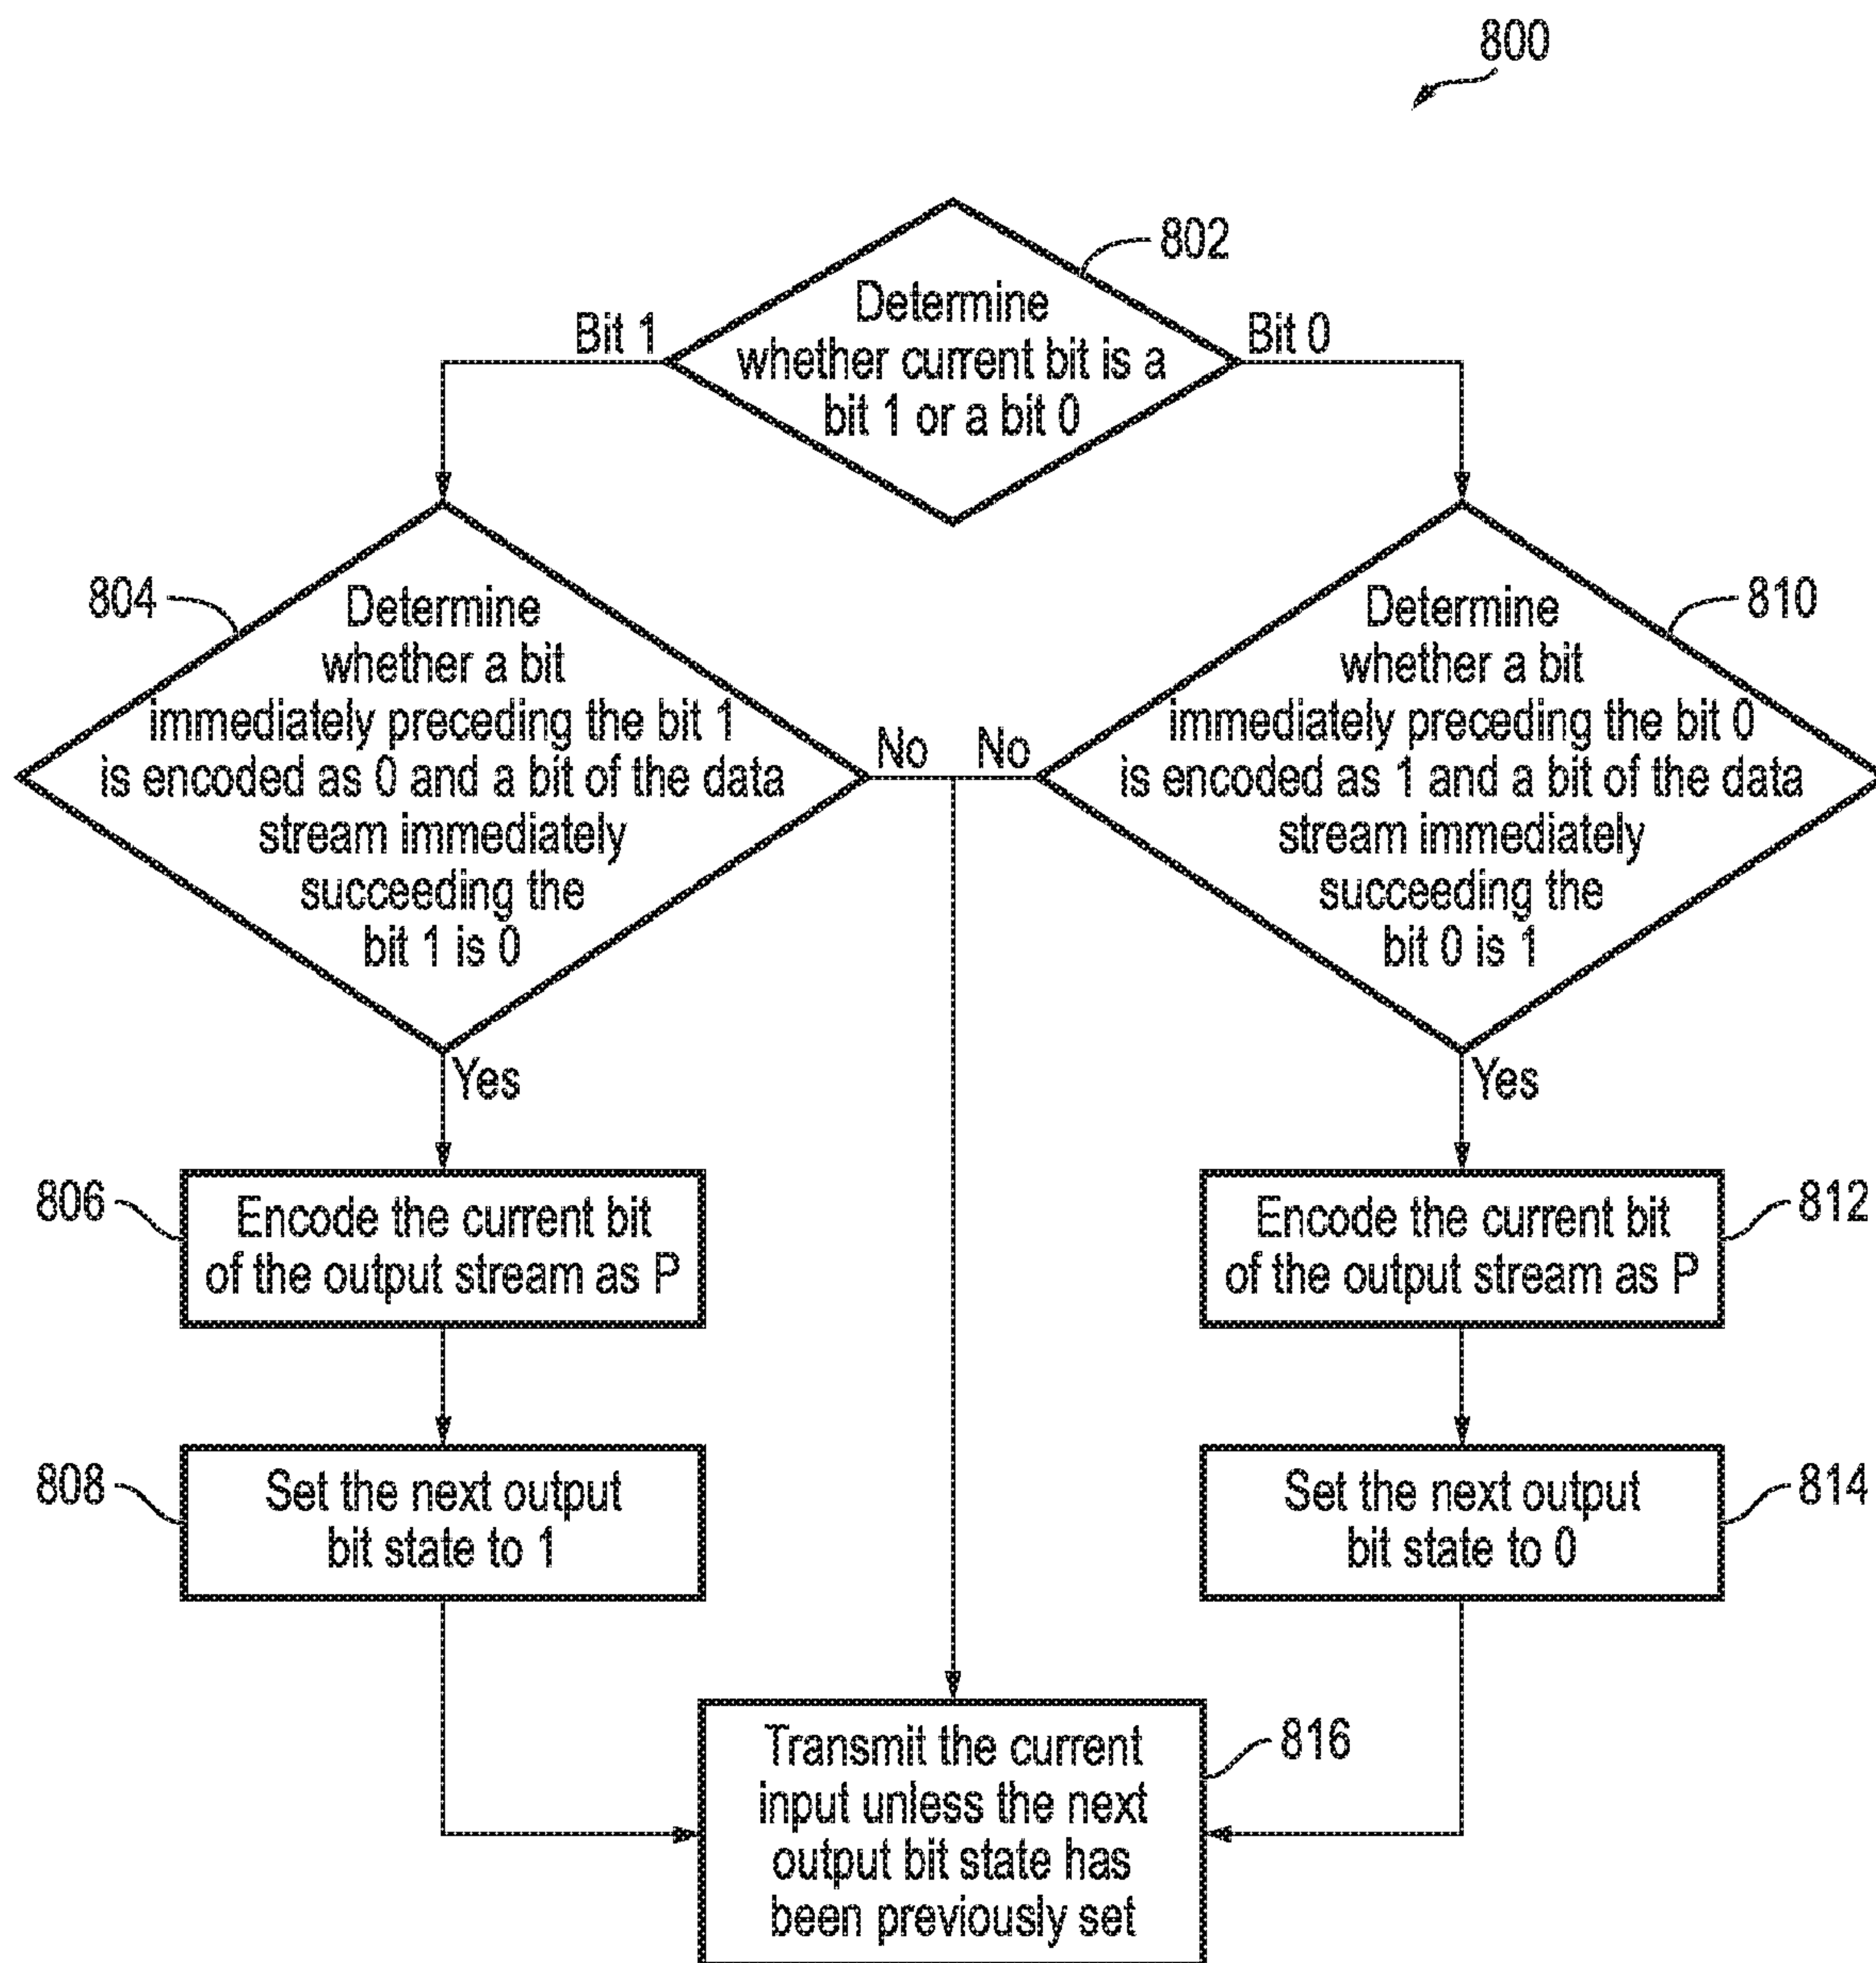 800
802
Determine
whether current bit is a
bit 1 or a bit 0
Bit 1
Bit 0
804
Determine
whether a bit
immediately preceding the bit 1
is encoded as 0 and a bit of the data
stream immediately
succeeding the
bit 1 is 0
810
Determine
whether a bit
immediately preceding the bit 0
is encoded as 1 and a bit of the data
stream immediately
succeeding the
bit 0 is 1
No
No
Yes
Yes
806
Encode the current bit
of the output stream as P
812
Encode the current bit
of the output stream as P
808
Set the next output
bit state to 1
814
Set the next output
bit state to 0
816
Transmit the current
input unless the next
output bit state has
been previously set